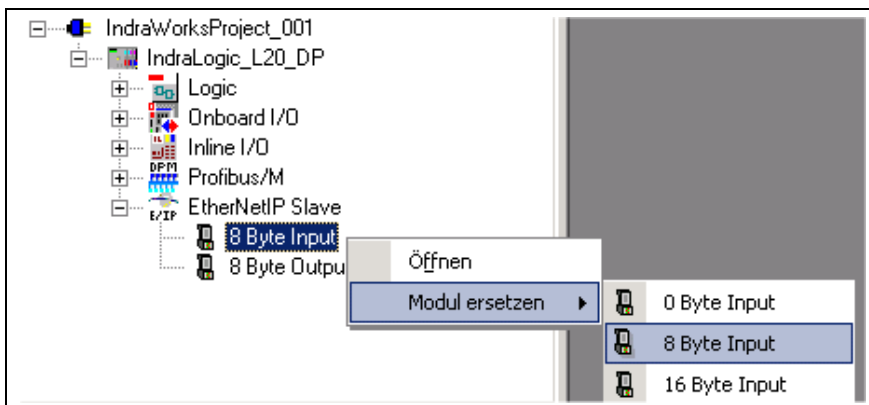 IndraWorksProject_001
IndraLogic_L20_DP
Logic
Onboard I/O
Inline I/O
DPM
Profibus/M
E/IP EtherNetIP Slave
8 Byte Input
8 Byte Outpu
Öffnen
Modul ersetzen
0 Byte Input
8 Byte Input
16 Byte Input